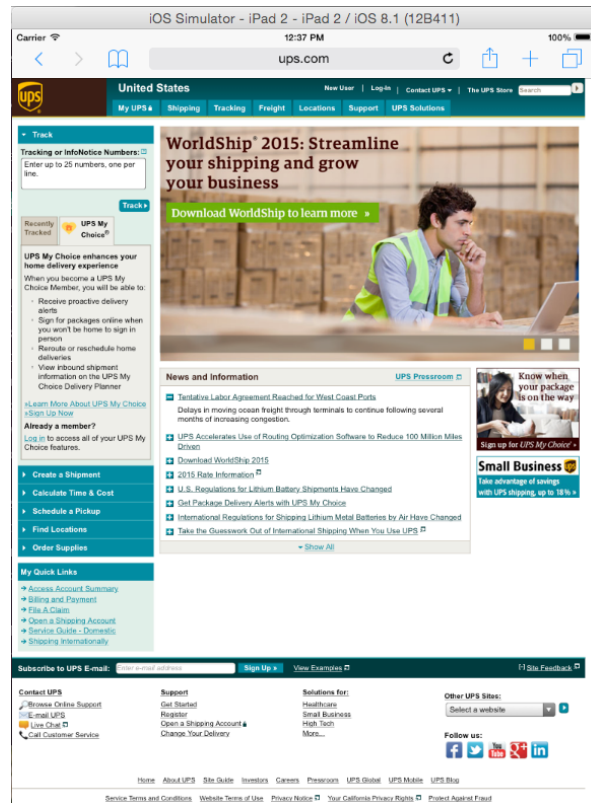 iOS Simulator - iPad 2 - iPad 2 / iOS 8.1 (12B411)
Carrier 12:37 PM 100%
ups.com
ups
United States
New User | Log-In | Contact UPS | The UPS Store Search
My UPS Shipping Tracking Freight Locations Support UPS Solutions
Track
Tracking or InfoNotice Numbers:
Enter up to 25 numbers, one per
line.
Track
Recently
Tracked
UPS My
Choice®
UPS My Choice enhances your
home delivery experience
When you become a UPS My
Choice Member, you will be able to:
Receive proactive delivery
alerts
Sign for packages online when
you won't be home to sign in
person
Reroute or reschedule home
deliveries
View inbound shipment
information on the UPS My
Choice Delivery Planner
»Learn More About UPS My Choice
»Sign Up Now
Already a member?
Log in to access all of your UPS My
Choice features.
Create a Shipment
Calculate Time & Cost
Schedule a Pickup
Find Locations
Order Supplies
My Quick Links
Access Account Summary
Billing and Payment
File A Claim
Open a Shipping Account
Service Guide - Domestic
Shipping Internationally
WorldShip® 2015: Streamline
your shipping and grow
your business
Download WorldShip to learn more »
News and Information UPS Pressroom
Tentative Labor Agreement Reached for West Coast Ports
Delays in moving ocean freight through terminals to continue following several
months of increasing congestion.
UPS Accelerates Use of Routing Optimization Software to Reduce 100 Million Miles
Driven
Download WorldShip 2015
2015 Rate Information
U.S. Regulations for Lithium Battery Shipments Have Changed
Get Package Delivery Alerts with UPS My Choice
International Regulations for Shipping Lithium Metal Batteries by Air Have Changed
Take the Guesswork Out of International Shipping When You Use UPS
Show All
Know when
your package
is on the way
Sign up for UPS My Choice »
Small Business
Take advantage of savings
with UPS shipping, up to 18% »
Subscribe to UPS E-mail: Enter e-mail address Sign Up View Examples [-] Site Feedback
Contact UPS
Browse Online Support
E-mail UPS
Live Chat
Call Customer Service
Support
Get Started
Register
Open a Shipping Account
Change Your Delivery
Solutions for:
Healthcare
Small Business
High Tech
More...
Other UPS Sites:
Select a website
Follow us:
You Tube
Home About UPS Site Guide Investors Careers Pressroom UPS Global UPS Mobile UPS Blog
Service Terms and Conditions Website Terms of Use Privacy Notice Your California Privacy Rights Protect Against Fraud